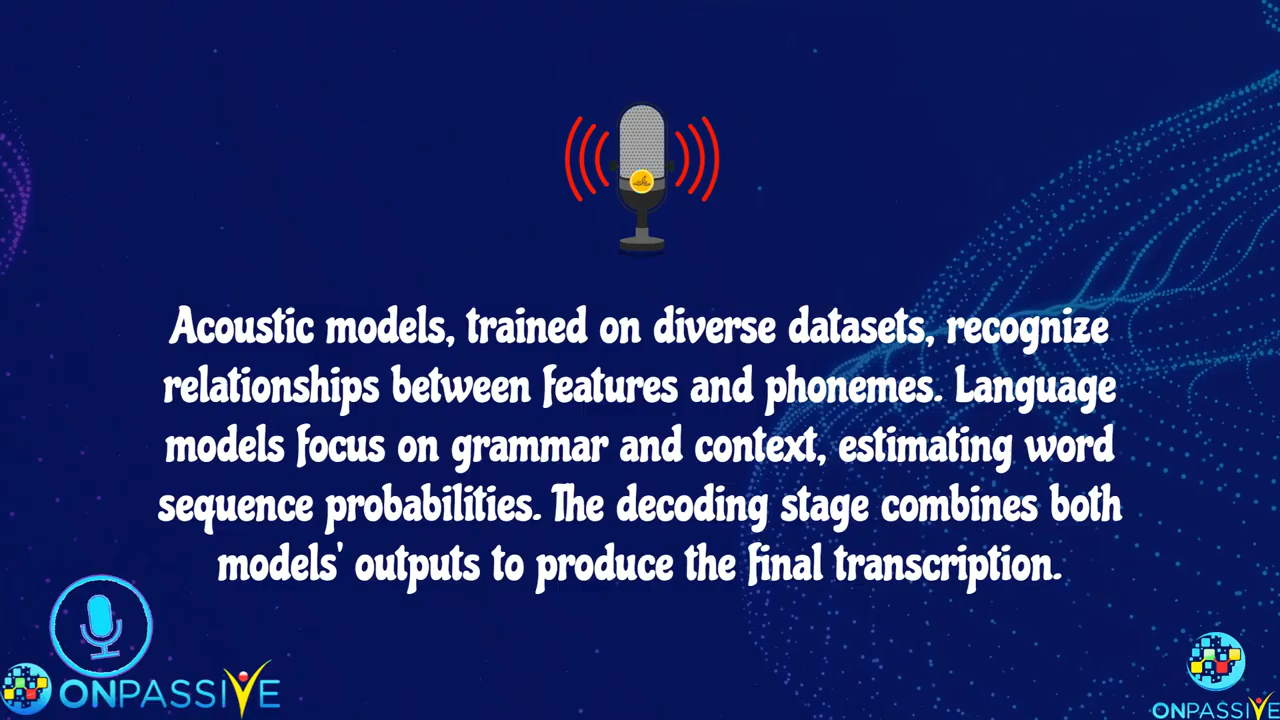 Acoustic models, trained on diverse datasets, recognize
relationships between features and phonemes. Language
models focus on grammar and context, estimating word
sequence probabilities. The decoding stage combines both
models' outputs to produce the final transcription.
ONPASSIVE
ONPASSIVE